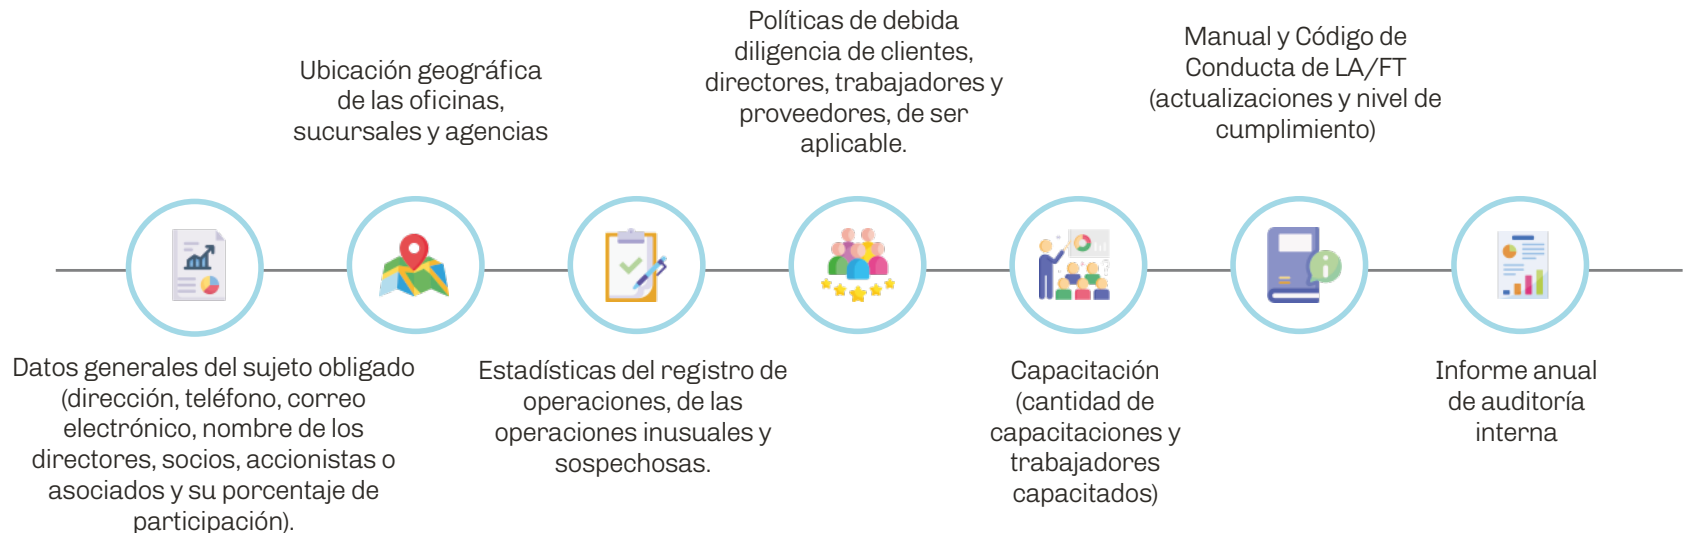 Datos generales del sujeto obligado
(dirección, teléfono, correo
electrónico, nombre de los
directores, socios, accionistas o
asociados y su porcentaje de
participación).
Ubicación geográfica
de las oficinas,
sucursales y agencias
Estadísticas del registro de
operaciones, de las
operaciones inusuales y
sospechosas.
Políticas de debida
diligencia de clientes,
directores, trabajadores y
proveedores, de ser
aplicable.
Capacitación
(cantidad de
capacitaciones y
trabajadores
capacitados)
Manual y Código de
Conducta de LA/FT
(actualizaciones y nivel de
cumplimiento)
Informe anual
de auditoría
interna